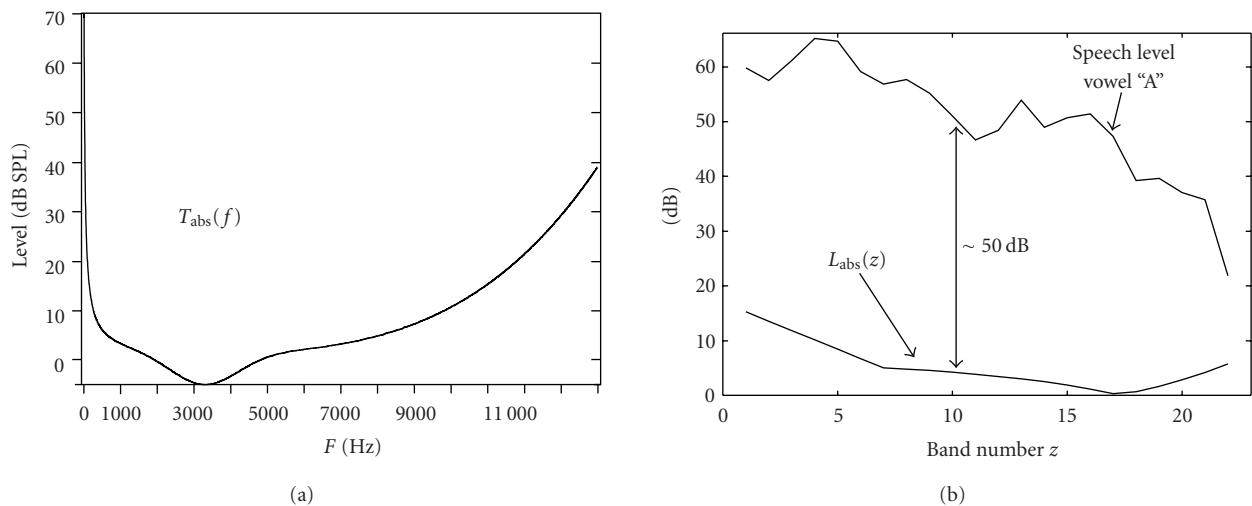 70
60
50
40
30
20
10
0
Level (dB SPL)
T_abs(f)
0 1000 3000 5000 7000 9000 11 000
F (Hz)
(a)
60
50
40
30
20
10
0
(dB)
Speech level
vowel “A”
∼ 50 dB
L_abs(z)
0 5 10 15 20
Band number z
(b)